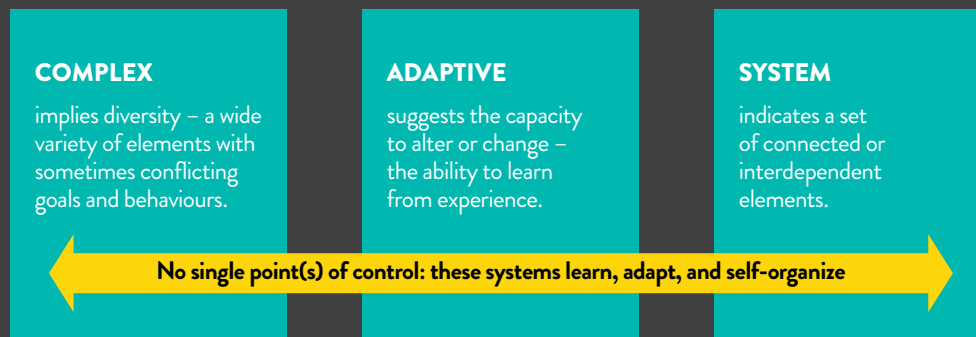 COMPLEX
implies diversity – a wide
variety of elements with
sometimes conflicting
goals and behaviours.
ADAPTIVE
suggests the capacity
to alter or change –
the ability to learn
from experience.
SYSTEM
indicates a set
of connected or
interdependent
elements.
No single point(s) of control: these systems learn, adapt, and self-organize